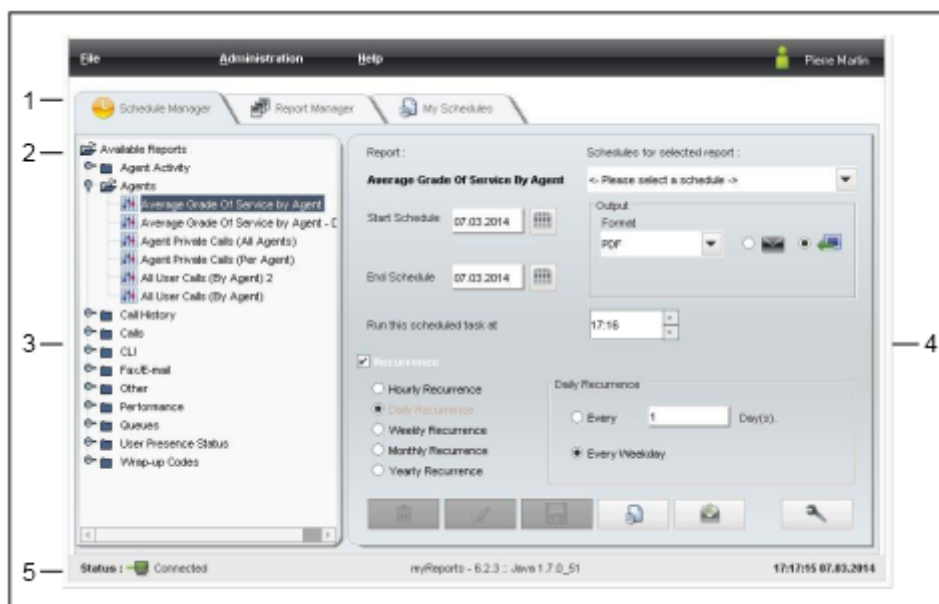 File Administration Help Pierre Martin
1
Schedule Manager Report Manager My Schedules
2
Available Reports
Agent Activity
Agents
Average Grade Of Service by Agent
Average Grade Of Service by Agent - D
Agent Private Calls (All Agents)
Agent Private Calls (Per Agent)
All User Calls (By Agent) 2
All User Calls (By Agent)
Call History
3
Calls
CLI
Fax/E-mail
Other
Performance
Queues
User Presence Status
Wrap-up Codes
Report : Schedules for selected report :
Average Grade Of Service By Agent <- Please select a schedule ->
Output
Format
PDF
Start Schedule 07.03.2014
End Schedule 07.03.2014
Run this scheduled task at 17:16
4
Recurrence
Hourly Recurrence
Daily Recurrence
Weekly Recurrence
Monthly Recurrence
Yearly Recurrence
Daily Recurrence
Every 1 Day(s).
Every Weekday
5
Status : Connected myReports - 6.2.3 :: Java 1.7.0_51 17:17:15 07.03.2014